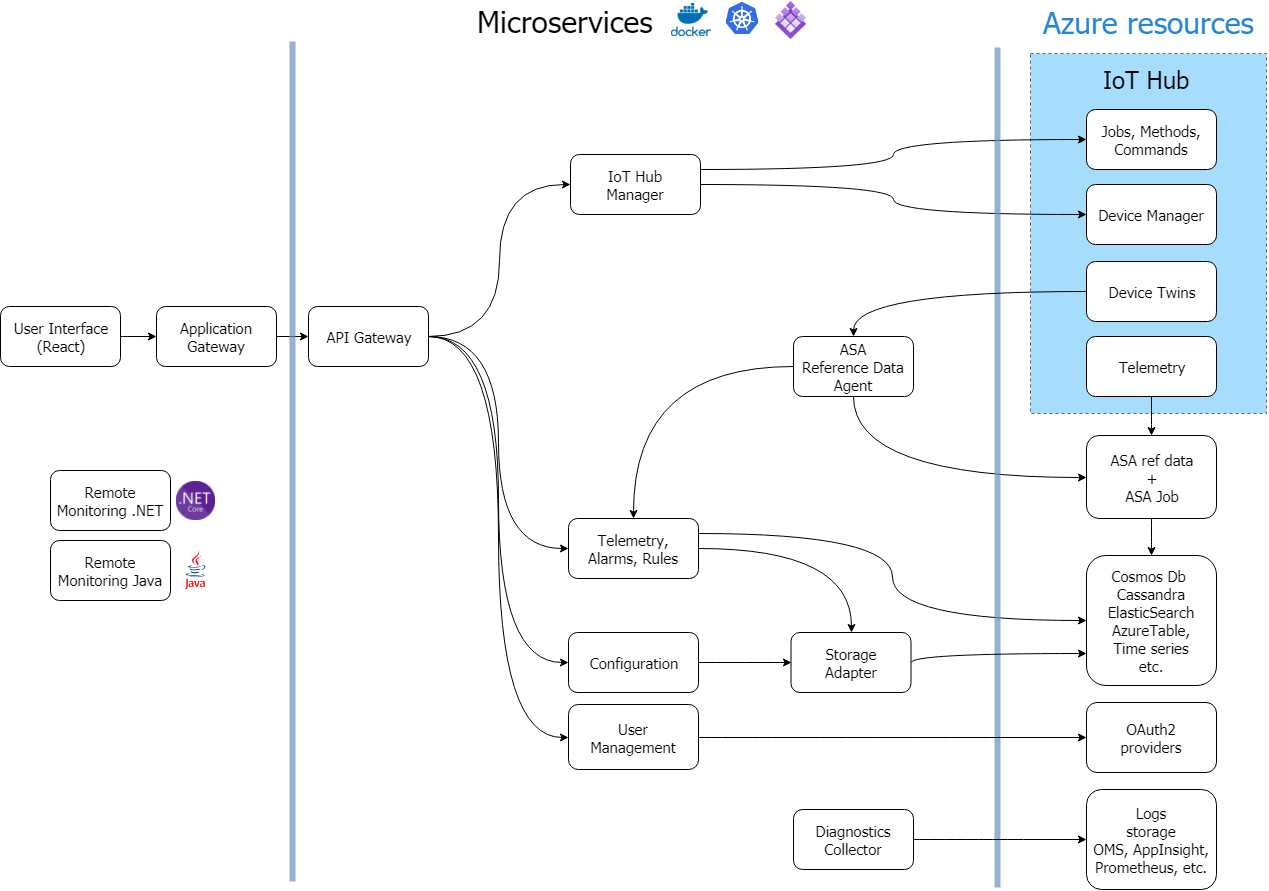 Microservices
docker
Azure resources
IoT Hub
Jobs, Methods,
Commands
Device Manager
Device Twins
Telemetry
IoT Hub
Manager
User Interface
(React)
Application
Gateway
API Gateway
ASA
Reference Data
Agent
ASA ref data
+
ASA Job
Remote
Monitoring .NET
.NET
Core
Remote
Monitoring Java
Java
Telemetry,
Alarms, Rules
Configuration
Storage
Adapter
User
Management
Cosmos Db
Cassandra
ElasticSearch
AzureTable,
Time series
etc.
OAuth2
providers
Diagnostics
Collector
Logs
storage
OMS, AppInsight,
Prometheus, etc.